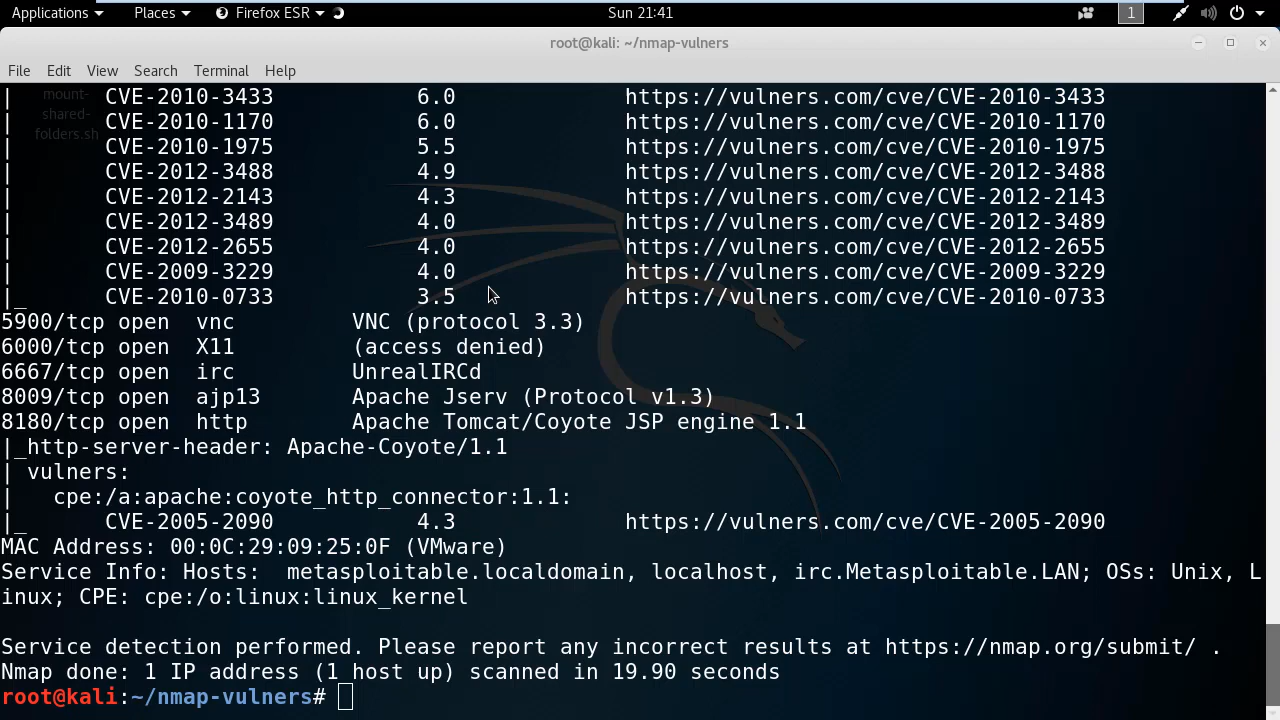 Applications Places Firefox ESR Sun 21:41 1
root@kali: ~/nmap-vulners
File Edit View Search Terminal Help
mount-
shared-
folders.sh
| CVE-2010-3433 6.0 https://vulners.com/cve/CVE-2010-3433
| CVE-2010-1170 6.0 https://vulners.com/cve/CVE-2010-1170
| CVE-2010-1975 5.5 https://vulners.com/cve/CVE-2010-1975
| CVE-2012-3488 4.9 https://vulners.com/cve/CVE-2012-3488
| CVE-2012-2143 4.3 https://vulners.com/cve/CVE-2012-2143
| CVE-2012-3489 4.0 https://vulners.com/cve/CVE-2012-3489
| CVE-2012-2655 4.0 https://vulners.com/cve/CVE-2012-2655
| CVE-2009-3229 4.0 https://vulners.com/cve/CVE-2009-3229
|_ CVE-2010-0733 3.5 https://vulners.com/cve/CVE-2010-0733
5900/tcp open vnc VNC (protocol 3.3)
6000/tcp open X11 (access denied)
6667/tcp open irc UnrealIRCd
8009/tcp open ajp13 Apache Jserv (Protocol v1.3)
8180/tcp open http Apache Tomcat/Coyote JSP engine 1.1
|_http-server-header: Apache-Coyote/1.1
| vulners:
| cpe:/a:apache:coyote_http_connector:1.1:
|_ CVE-2005-2090 4.3 https://vulners.com/cve/CVE-2005-2090
MAC Address: 00:0C:29:09:25:0F (VMware)
Service Info: Hosts: metasploitable.localdomain, localhost, irc.Metasploitable.LAN; OSs: Unix, L
inux; CPE: cpe:/o:linux:linux_kernel
Service detection performed. Please report any incorrect results at https://nmap.org/submit/ .
Nmap done: 1 IP address (1 host up) scanned in 19.90 seconds
root@kali:~/nmap-vulners#